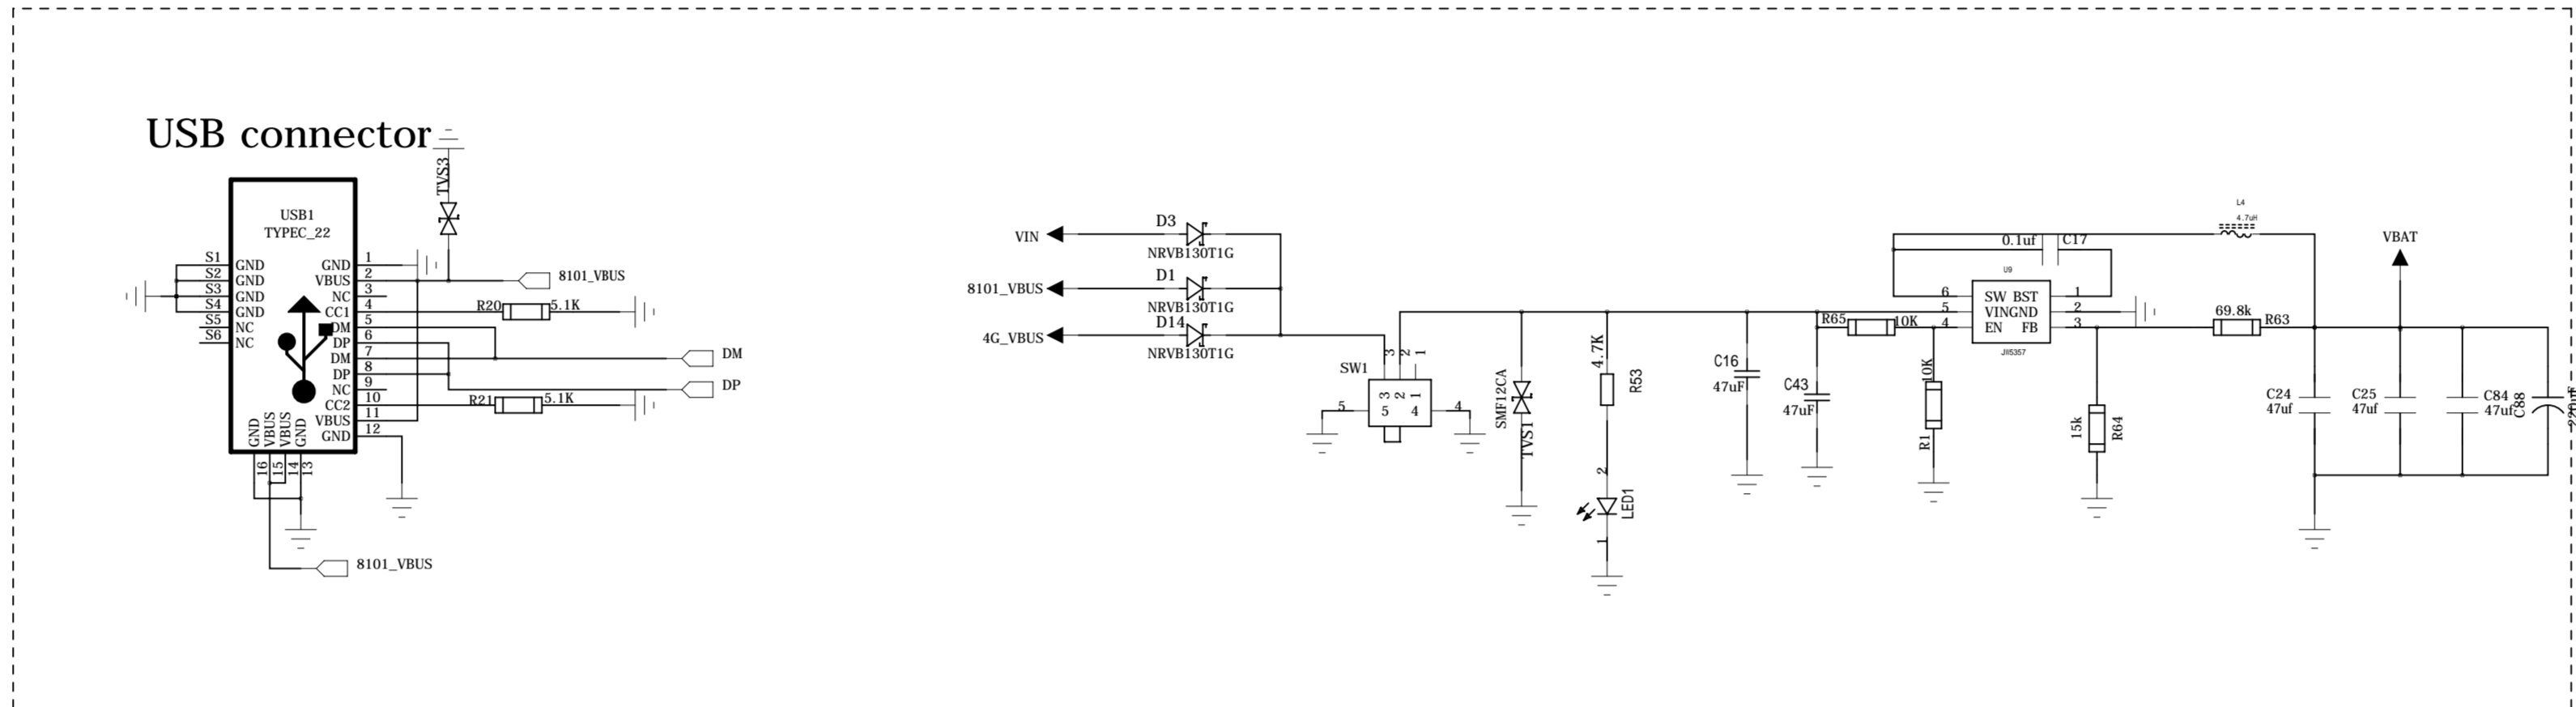 USB connector
TVS3
USB1
TYPEC_22
S1 GND
S2 GND
S3 GND
S4 GND
S5 NC
S6 NC
GND 1
VBUS 2
NC 3
CC1 4
DM 5
DP 6
DM 7
DP 8
NC 9
CC2 10
VBUS 11
GND 12
GND VBUS VBUS GND
16 15 14 13
8101_VBUS
R20 5.1K
DM
DP
R21 5.1K
8101_VBUS
VIN
D3
NRVB130T1G
8101_VBUS
D1
NRVB130T1G
4G_VBUS
D14
NRVB130T1G
SW1
3 2 1
3 2 1
5 5 4 4
SMF12CA
TVS1
4.7K
R53
2
LED1
1
C16
47uF
C43
47uF
R65 10K
10K
R1
U9
6 SW BST 1
5 VIN GND 2
4 EN FB 3
0.1uf C17
L4
4.7uH
69.8k
R63
15k
R64
VBAT
C24
47uf
C25
47uf
C84
47uf
C88